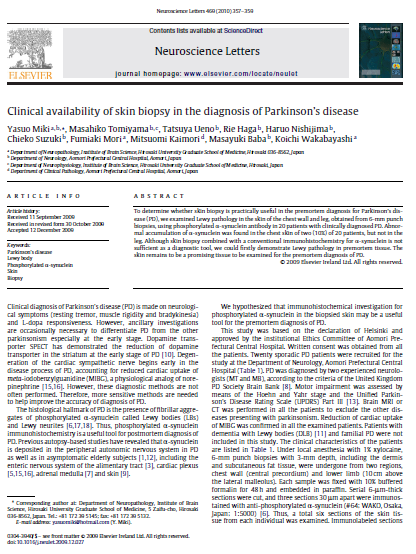 Neuroscience Letters 469 (2010) 357–359
Contents lists available at ScienceDirect
Neuroscience Letters
journal homepage: www.elsevier.com/locate/neulet
ELSEVIER
Clinical availability of skin biopsy in the diagnosis of Parkinson's disease
Yasuo Miki a,b,*, Masahiko Tomiyama b,c, Tatsuya Ueno b, Rie Haga b, Haruo Nishijima b,
Chieko Suzuki b, Fumiaki Mori a, Mitsuomi Kaimori d, Masayuki Baba b, Koichi Wakabayashi a
a Department of Neuropathology, Institute of Brain Science, Hirosaki University Graduate School of Medicine, Hirosaki 036-8562, Japan
b Department of Neurology, Aomori Prefectural Central Hospital, Aomori, Japan
c Department of Neurophysiology, Institute of Brain Science, Hirosaki University Graduate School of Medicine, Hirosaki, Japan
d Department of Clinical Pathology, Aomori Prefectural Central Hospital, Aomori, Japan
ARTICLE INFO
Article history:
Received 11 September 2009
Received in revised form 30 October 2009
Accepted 12 December 2009
Keywords:
Parkinson's disease
Lewy body
Phosphorylated α-synuclein
Skin
Biopsy
ABSTRACT
To determine whether skin biopsy is practically useful in the premortem diagnosis for Parkinson's dis-
ease (PD), we examined Lewy pathology in the skin of the chest wall and leg, obtained from 6-mm punch
biopsies, using phosphorylated α-synuclein antibody in 20 patients with clinically diagnosed PD. Abnor-
mal accumulation of α-synuclein was found in the chest skin of two (10%) of 20 patients, but not in the
leg. Although skin biopsy combined with a conventional immunohistochemistry for α-synuclein is not
sufficient as a diagnostic tool, we could firstly demonstrate Lewy pathology in premortem tissue. The
skin remains to be a promising tissue to be examined for premortem diagnosis of PD.
© 2009 Elsevier Ireland Ltd. All rights reserved.
Clinical diagnosis of Parkinson's disease (PD) is made on neurologi-
cal symptoms (resting tremor, muscle rigidity and bradykinesia)
and L-dopa responsiveness. However, ancillary investigations
are occasionally necessary to differentiate PD from the other
parkinsonism especially at the early stage. Dopamine trans-
porter SPECT has demonstrated the reduction of dopamine
transporter in the striatum at the early stage of PD [10]. Degen-
eration of the cardiac sympathetic nerve begins early in the
disease process of PD, accounting for reduced cardiac uptake of
meta-iodobenzylguanidine (MIBG), a physiological analog of nore-
pinephrine [15,16]. However, these diagnostic methods are not
often performed. Therefore, more sensitive methods are needed
to help improve the accuracy of diagnosis of PD.
The histological hallmark of PD is the presence of fibrillar aggre-
gates of phosphorylated α-synuclein called Lewy bodies (LBs)
and Lewy neurites [6,17,18]. Thus, phosphorylated α-synuclein
immunohistochemistry is a useful tool for postmortem diagnosis of
PD. Previous autopsy-based studies have revealed that α-synuclein
is deposited in the peripheral autonomic nervous system in PD
as well as in asymptomatic elderly subjects [1,12], including the
enteric nervous system of the alimentary tract [3], cardiac plexus
[5,15,16], adrenal medulla [7] and skin [9].
* Corresponding author at: Department of Neuropathology, Institute of Brain
Science, Hirosaki University Graduate School of Medicine, 5 Zaifu-cho, Hirosaki
036-8562, Japan. Tel.: +81 172 39 5145; fax: +81 172 39 5132.
E-mail address: yasuomiki@hotmail.com (Y. Miki).
We hypothesized that immunohistochemical investigation for
phosphorylated α-synuclein in the biopsied skin may be a useful
tool for the premortem diagnosis of PD.
This study was based on the declaration of Helsinki and
approved by the Institutional Ethics Committee of Aomori Pre-
fectural Central Hospital. Written consent was obtained from all
the patients. Twenty sporadic PD patients were recruited for the
study at the Department of Neurology, Aomori Prefectural Central
Hospital (Table 1). PD was diagnosed by two experienced neurolo-
gists (MT and MB), according to the criteria of the United Kingdom
PD Society Brain Bank [8]. Motor impairment was assessed by
means of the Hoehn and Yahr stage and the Unified Parkin-
son's Disease Rating Scale (UPDRS) Part III [13]. Brain MRI or
CT was performed in all the patients to exclude the other dis-
eases presenting with parkinsonism. Reduction of cardiac uptake
of MIBG was confirmed in all the examined patients. Patients with
dementia with Lewy bodies (DLB) [11] and familial PD were not
included in this study. The clinical characteristics of the patients
are listed in Table 1. Under local anesthesia with 1% xylocaine,
6-mm punch biopsies with 3-mm depth, including the dermis
and subcutaneous fat tissue, were undergone from two regions,
chest wall (central precordium) and lower limb (10 cm above
the lateral malleolus). Each sample was fixed with 10% buffered
formalin for 48 h and embedded in paraffin. Serial 6-μm-thick
sections were cut, and three sections 30 μm apart were immunos-
tained with anti-phosphorylated α-synuclein (#64; WAKO, Osaka,
Japan; 1:5000) [6]. Thus, a total of six sections of the skin tis-
sue from each individual was examined. Immunolabeled sections
0304-3940/$ – see front matter © 2009 Elsevier Ireland Ltd. All rights reserved.
doi:10.1016/j.neulet.2009.12.027